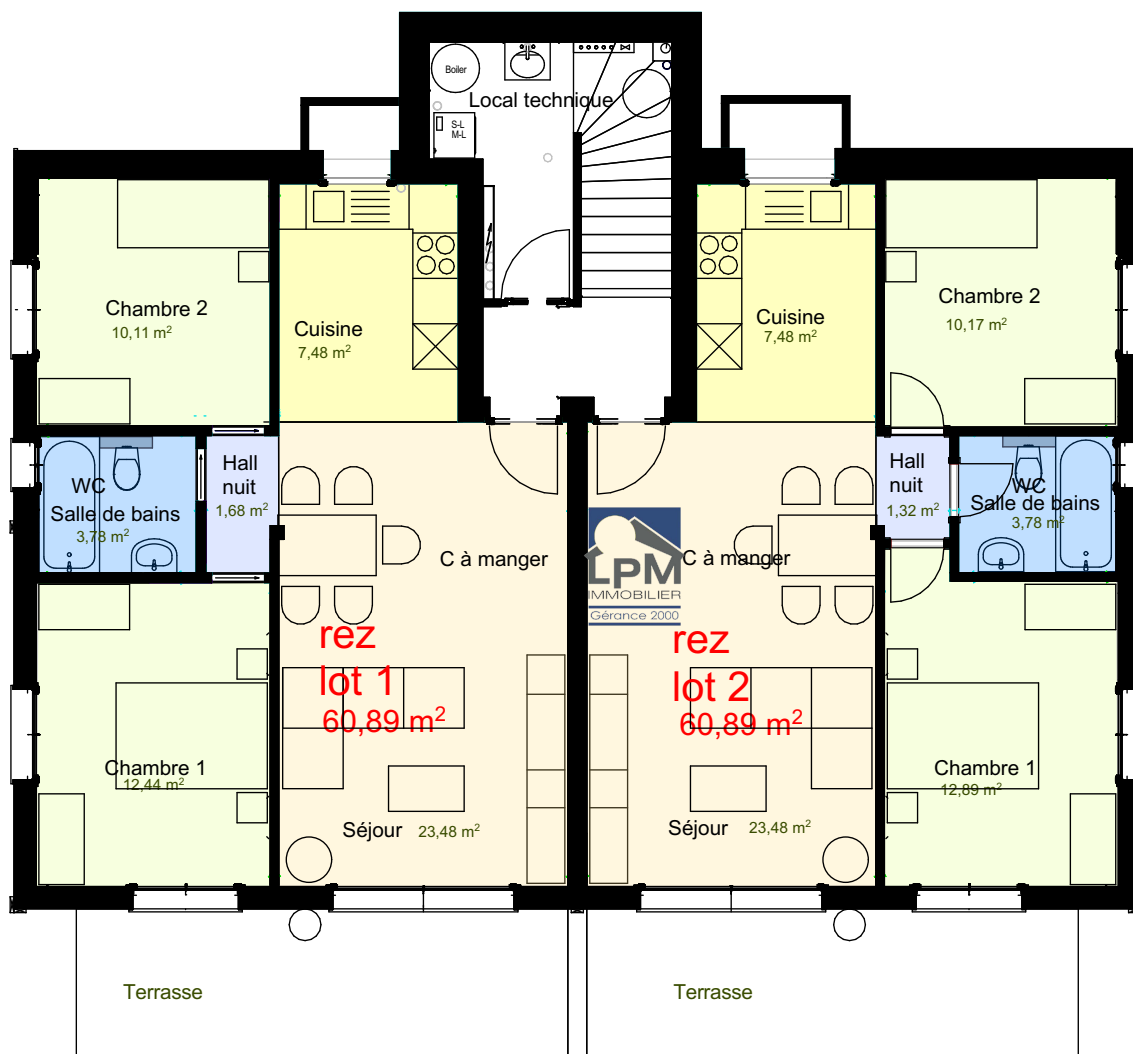 Boiler
Local technique
S-L
M-L
Chambre 2
10,11 m²
Cuisine
7,48 m²
Cuisine
7,48 m²
Chambre 2
10,17 m²
WC
Salle de bains
3,78 m²
Hall
nuit
1,68 m²
C à manger
LPM
IMMOBILIER
Gérance 2000
C à manger
Hall
nuit
1,32 m²
WC
Salle de bains
3,78 m²
rez
lot 1
60,89 m²
rez
lot 2
60,89 m²
Chambre 1
12,44 m²
Séjour 23,48 m²
Séjour 23,48 m²
Chambre 1
12,89 m²
Terrasse
Terrasse